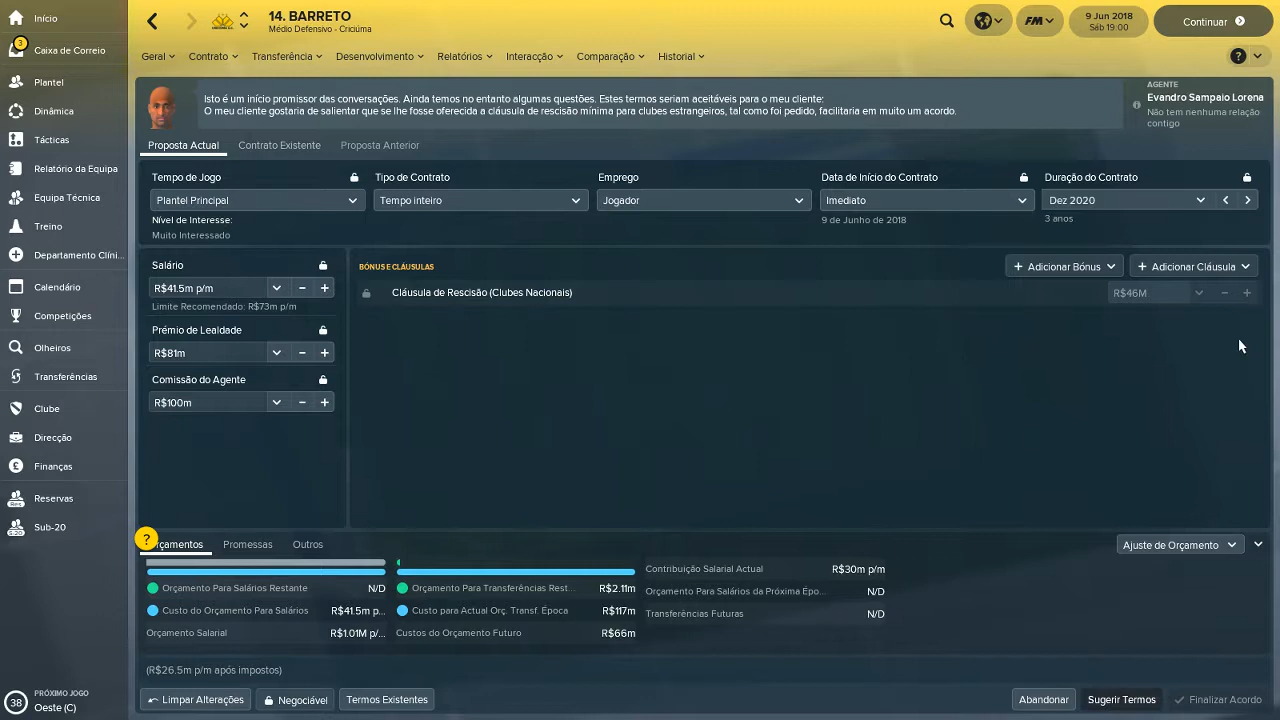 Início
14. BARRETO
Médio Defensivo - Criciúma
FM
9 Jun 2018
Sáb 19:00
Continuar
3
Caixa de Correio
Geral
Contrato
Transferência
Desenvolvimento
Relatórios
Interacção
Comparação
Historial
?
Plantel
Dinâmica
Tácticas
Relatório da Equipa
Equipa Técnica
Treino
Departamento Clíni...
Calendário
Competições
Olheiros
Transferências
Clube
Direcção
Finanças
Reservas
Sub-20
Isto é um início promissor das conversações. Ainda temos no entanto algumas questões. Estes termos seriam aceitáveis para o meu cliente:
O meu cliente gostaria de salientar que se lhe fosse oferecida a cláusula de rescisão mínima para clubes estrangeiros, tal como foi pedido, facilitaria em muito um acordo.
AGENTE
Evandro Sampaio Lorena
Não tem nenhuma relação
contigo
Proposta Actual
Contrato Existente
Proposta Anterior
Tempo de Jogo
Tipo de Contrato
Emprego
Data de Início do Contrato
Duração do Contrato
Plantel Principal
Tempo inteiro
Jogador
Imediato
Dez 2020
Nível de Interesse:
Muito Interessado
9 de Junho de 2018
3 anos
Salário
R$41.5m p/m
Limite Recomendado: R$73m p/m
Prémio de Lealdade
R$81m
Comissão do Agente
R$100m
BÓNUS E CLÁUSULAS
Adicionar Bónus
Adicionar Cláusula
Cláusula de Rescisão (Clubes Nacionais)
R$46M
?
rçamentos
Promessas
Outros
Ajuste de Orçamento
Orçamento Para Salários Restante N/D
Custo do Orçamento Para Salários R$41.5m p...
Orçamento Salarial R$1.01M p/...
Orçamento Para Transferências Rest... R$2.11m
Custo para Actual Orç. Transf. Época R$117m
Custos do Orçamento Futuro R$66m
Contribuição Salarial Actual R$30m p/m
Orçamento Para Salários da Próxima Épo... N/D
Transferências Futuras N/D
(R$26.5m p/m após impostos)
Limpar Alterações
Negociável
Termos Existentes
Abandonar
Sugerir Termos
Finalizar Acordo
38
PRÓXIMO JOGO
Oeste (C)